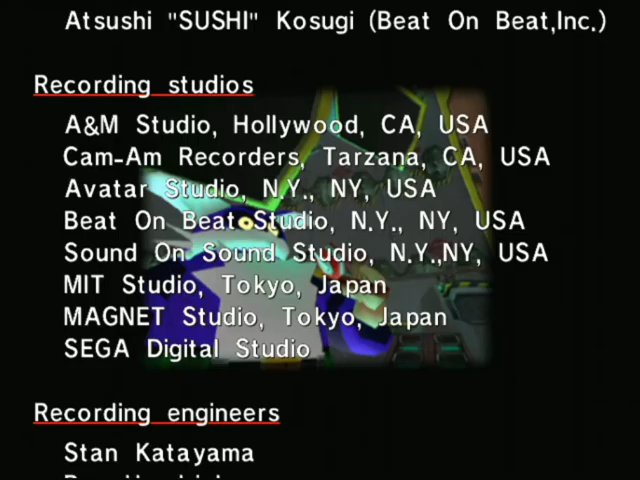 Atsushi "SUSHI" Kosugi (Beat On Beat,Inc.)
Recording studios
A&M Studio, Hollywood, CA, USA
Cam-Am Recorders, Tarzana, CA, USA
Avatar Studio, N.Y., NY, USA
Beat On Beat Studio, N.Y., NY, USA
Sound On Sound Studio, N.Y.,NY, USA
MIT Studio, Tokyo, Japan
MAGNET Studio, Tokyo, Japan
SEGA Digital Studio
Recording engineers
Stan Katayama